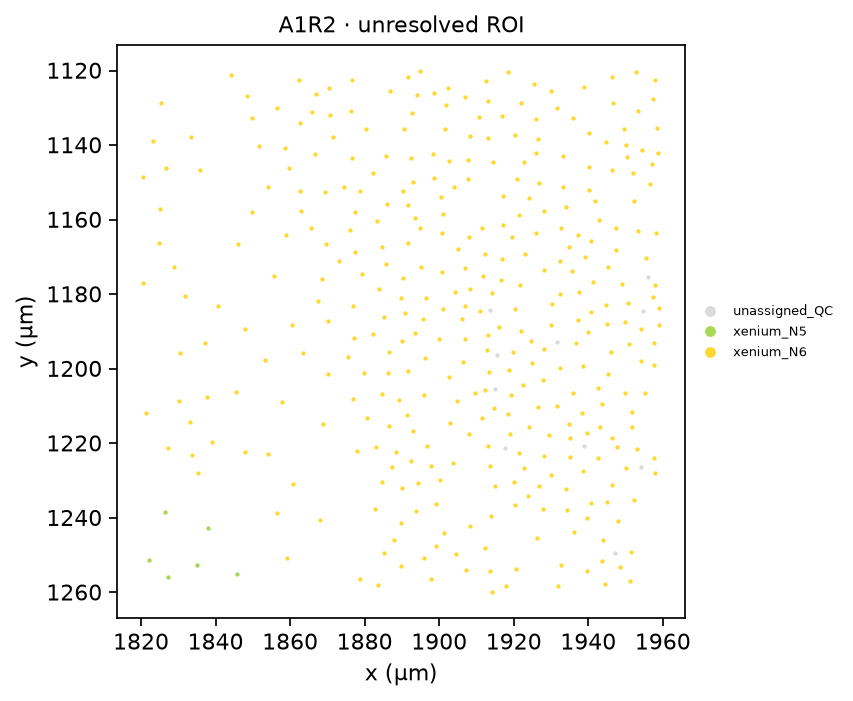 A1R2 · unresolved ROI
1120
1140
1160
1180
1200
1220
1240
1260
y (μm)
1820 1840 1860 1880 1900 1920 1940 1960
x (μm)
unassigned_QC
xenium_N5
xenium_N6